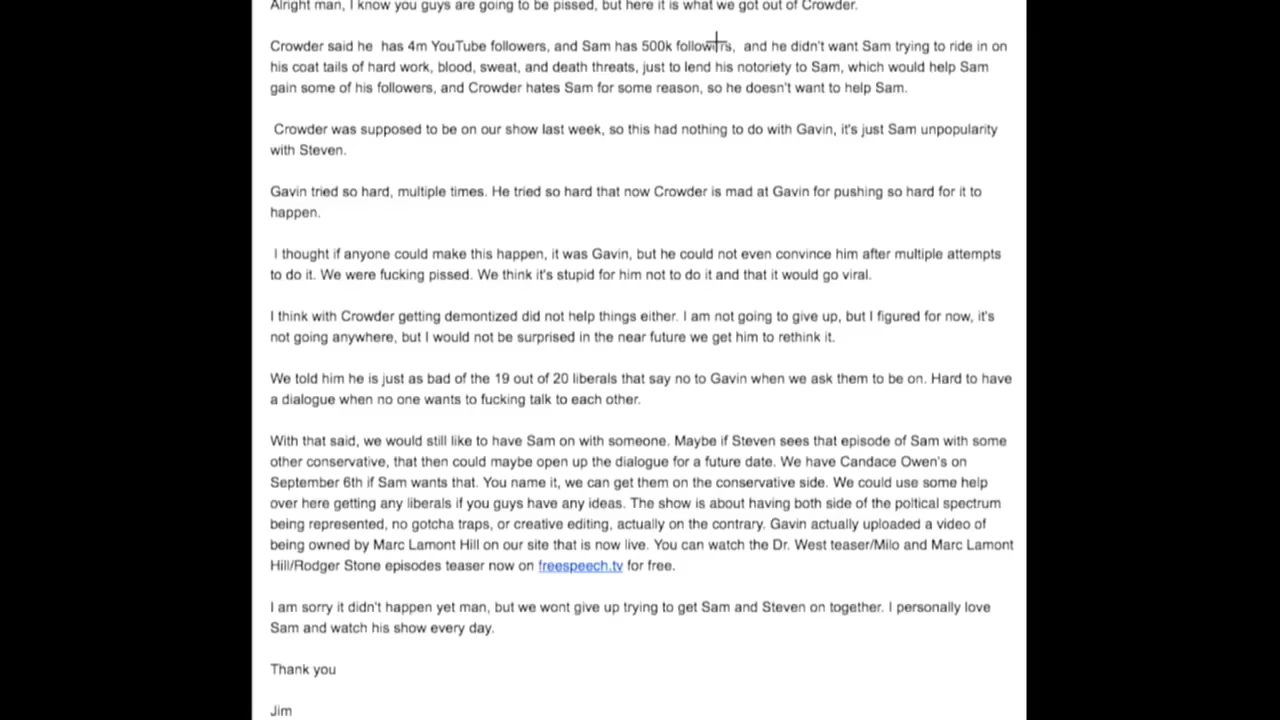 Alright man, I know you guys are going to be pissed, but here it is what we got out of Crowder.
Crowder said he  has 4m YouTube followers, and Sam has 500k followers,  and he didn't want Sam trying to ride in on
his coat tails of hard work, blood, sweat, and death threats, just to lend his notoriety to Sam, which would help Sam
gain some of his followers, and Crowder hates Sam for some reason, so he doesn't want to help Sam.
Crowder was supposed to be on our show last week, so this had nothing to do with Gavin, it's just Sam unpopularity
with Steven.
Gavin tried so hard, multiple times. He tried so hard that now Crowder is mad at Gavin for pushing so hard for it to
happen.
I thought if anyone could make this happen, it was Gavin, but he could not even convince him after multiple attempts
to do it. We were fucking pissed. We think it's stupid for him not to do it and that it would go viral.
I think with Crowder getting demontized did not help things either. I am not going to give up, but I figured for now, it's
not going anywhere, but I would not be surprised in the near future we get him to rethink it.
We told him he is just as bad of the 19 out of 20 liberals that say no to Gavin when we ask them to be on. Hard to have
a dialogue when no one wants to fucking talk to each other.
With that said, we would still like to have Sam on with someone. Maybe if Steven sees that episode of Sam with some
other conservative, that then could maybe open up the dialogue for a future date. We have Candace Owen's on
September 6th if Sam wants that. You name it, we can get them on the conservative side. We could use some help
over here getting any liberals if you guys have any ideas. The show is about having both side of the poltical spectrum
being represented, no gotcha traps, or creative editing, actually on the contrary. Gavin actually uploaded a video of
being owned by Marc Lamont Hill on our site that is now live. You can watch the Dr. West teaser/Milo and Marc Lamont
Hill/Rodger Stone episodes teaser now on freespeech.tv for free.
I am sorry it didn't happen yet man, but we wont give up trying to get Sam and Steven on together. I personally love
Sam and watch his show every day.
Thank you
Jim